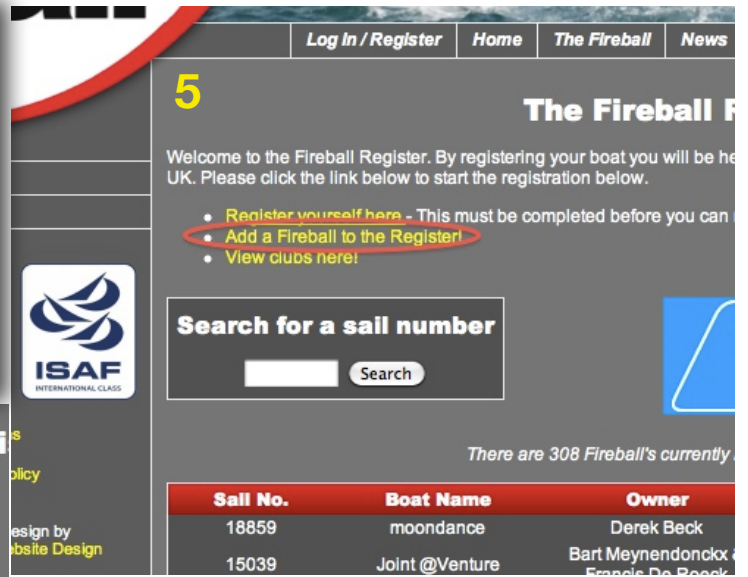 Log In / Register Home The Fireball News
5
The Fireball
Welcome to the Fireball Register. By registering your boat you will be
UK. Please click the link below to start the registration below.
Register yourself here - This must be completed before you can
Add a Fireball to the Register!
View clubs here!
Search for a sail number
Search
ISAF
INTERNATIONAL CLASS
There are 308 Fireball's currently
Sail No. Boat Name Owner
18859 moondance Derek Beck
15039 Joint @Venture Bart Meynendonckx &
Francis De Roeck
olicy
esign by
bsite Design